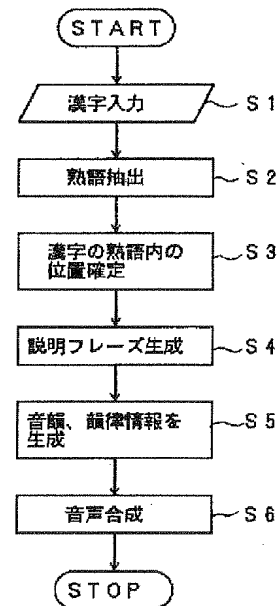 START
漢字入力 S1
熟語抽出 S2
漢字の熟語内の
位置確定 S3
説明フレーズ生成 S4
音韻、韻律情報を
生成 S5
音声合成 S6
STOP